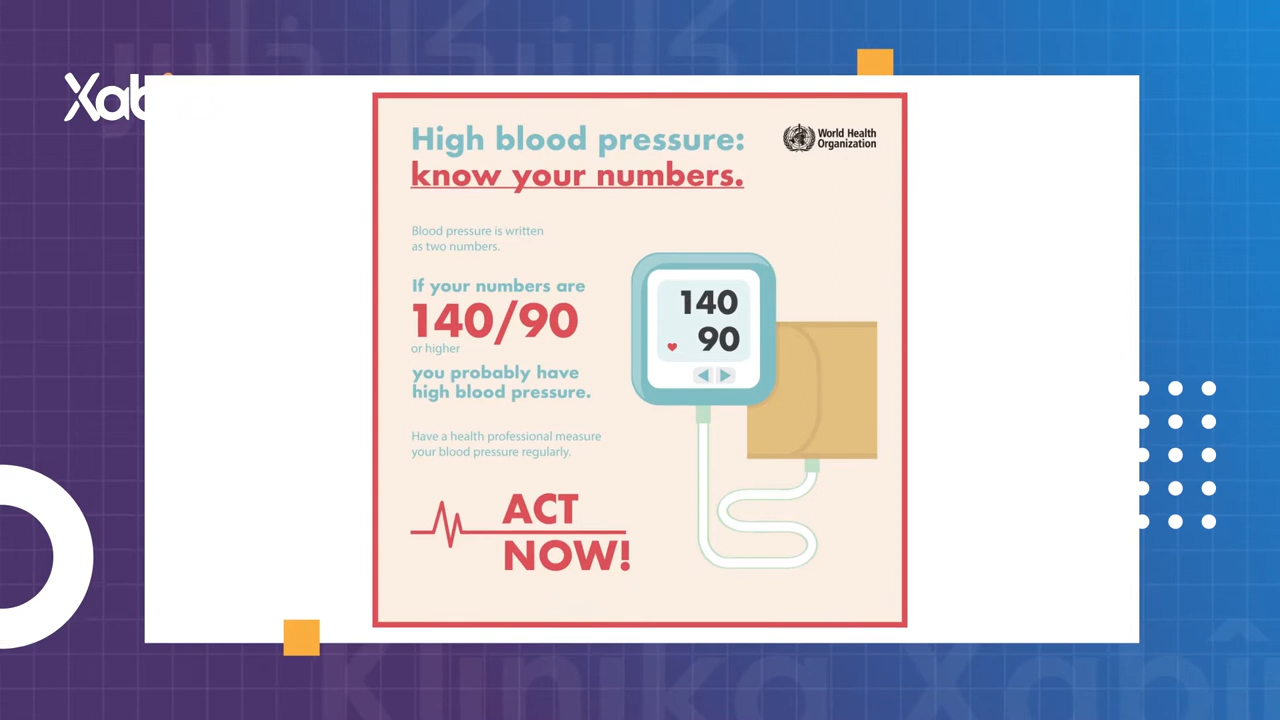 Xab
High blood pressure:
know your numbers.
World Health
Organization
Blood pressure is written
as two numbers.
If your numbers are
140/90
or higher
you probably have
high blood pressure.
Have a health professional measure
your blood pressure regularly.
ACT
NOW!
140
90
Klinika Xabî